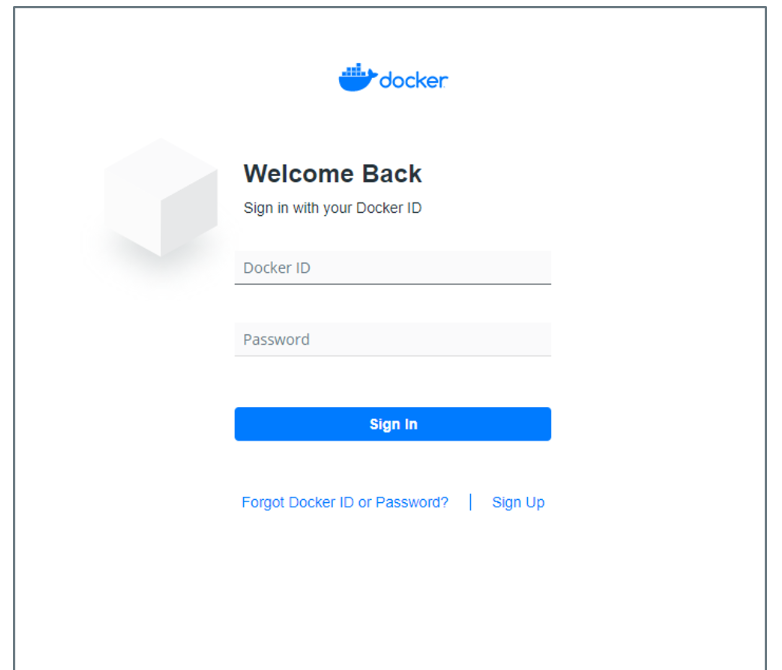 docker
Welcome Back
Sign in with your Docker ID
Docker ID
Password
Sign In
Forgot Docker ID or Password? | Sign Up